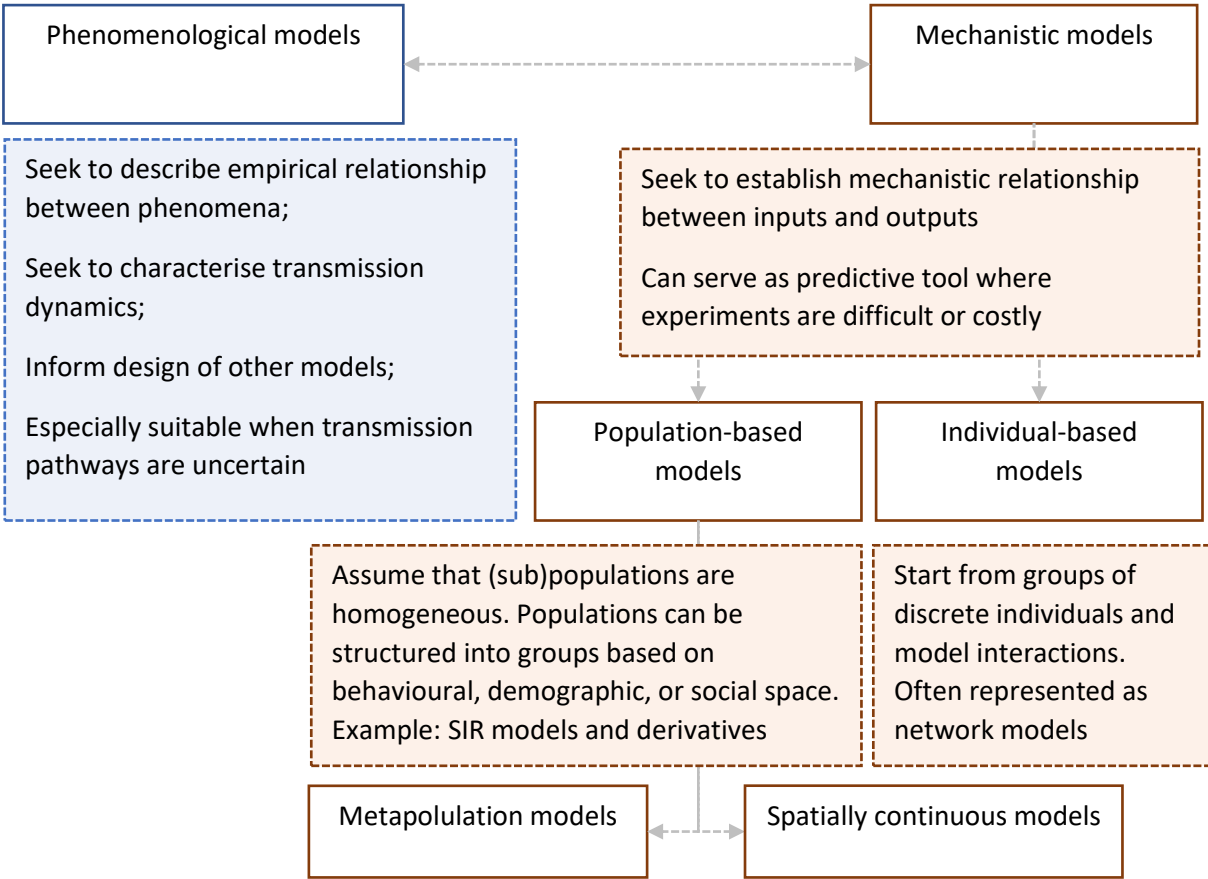 Phenomenological models
Mechanistic models
Seek to describe empirical relationship
between phenomena;
Seek to characterise transmission
dynamics;
Inform design of other models;
Especially suitable when transmission
pathways are uncertain
Seek to establish mechanistic relationship
between inputs and outputs
Can serve as predictive tool where
experiments are difficult or costly
Population-based
models
Individual-based
models
Assume that (sub)populations are
homogeneous. Populations can be
structured into groups based on
behavioural, demographic, or social space.
Example: SIR models and derivatives
Start from groups of
discrete individuals and
model interactions.
Often represented as
network models
Metapolulation models
Spatially continuous models